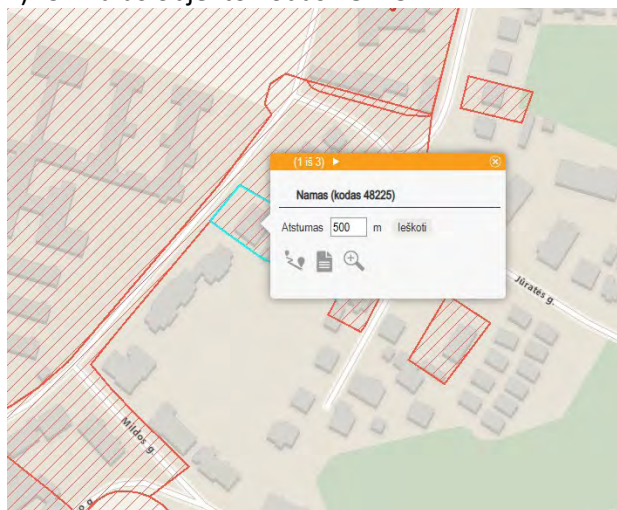 (1 iš 3)
Namas (kodas 48225)
Atstumas 500 m Ieškoti
Jūratės g.
Mildos g.
o g.